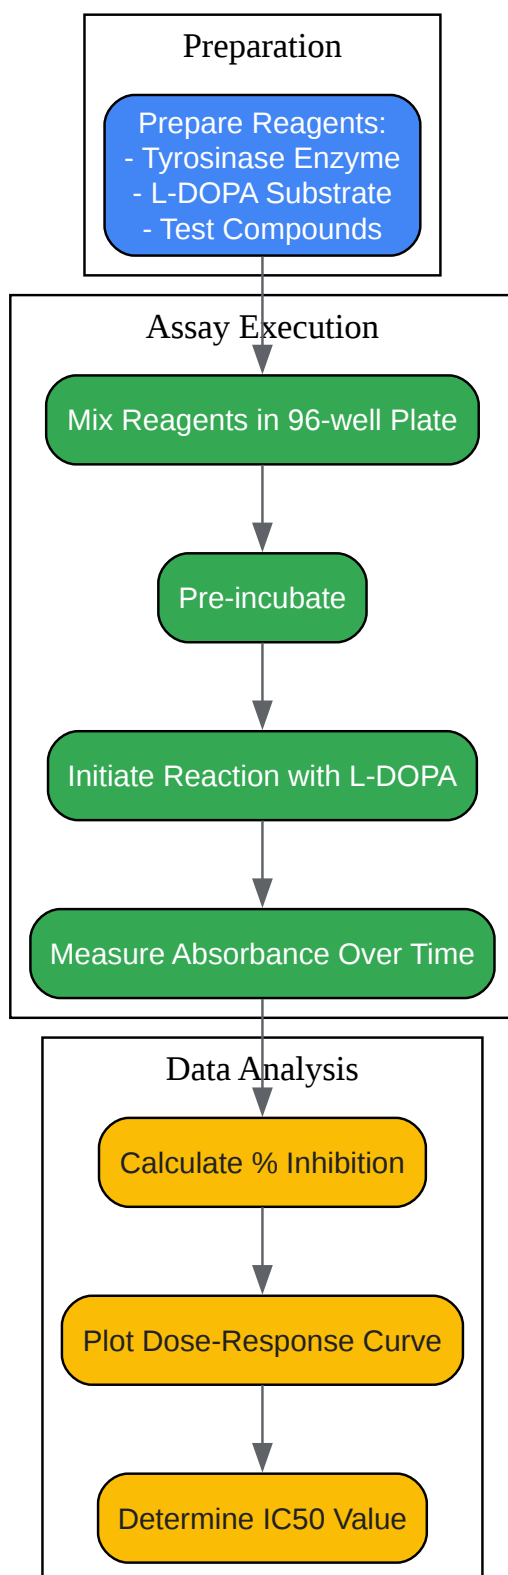 Preparation
Prepare Reagents:
- Tyrosinase Enzyme
- L-DOPA Substrate
- Test Compounds
Assay Execution
Mix Reagents in 96-well Plate
Pre-incubate
Initiate Reaction with L-DOPA
Measure Absorbance Over Time
Data Analysis
Calculate % Inhibition
Plot Dose-Response Curve
Determine IC50 Value